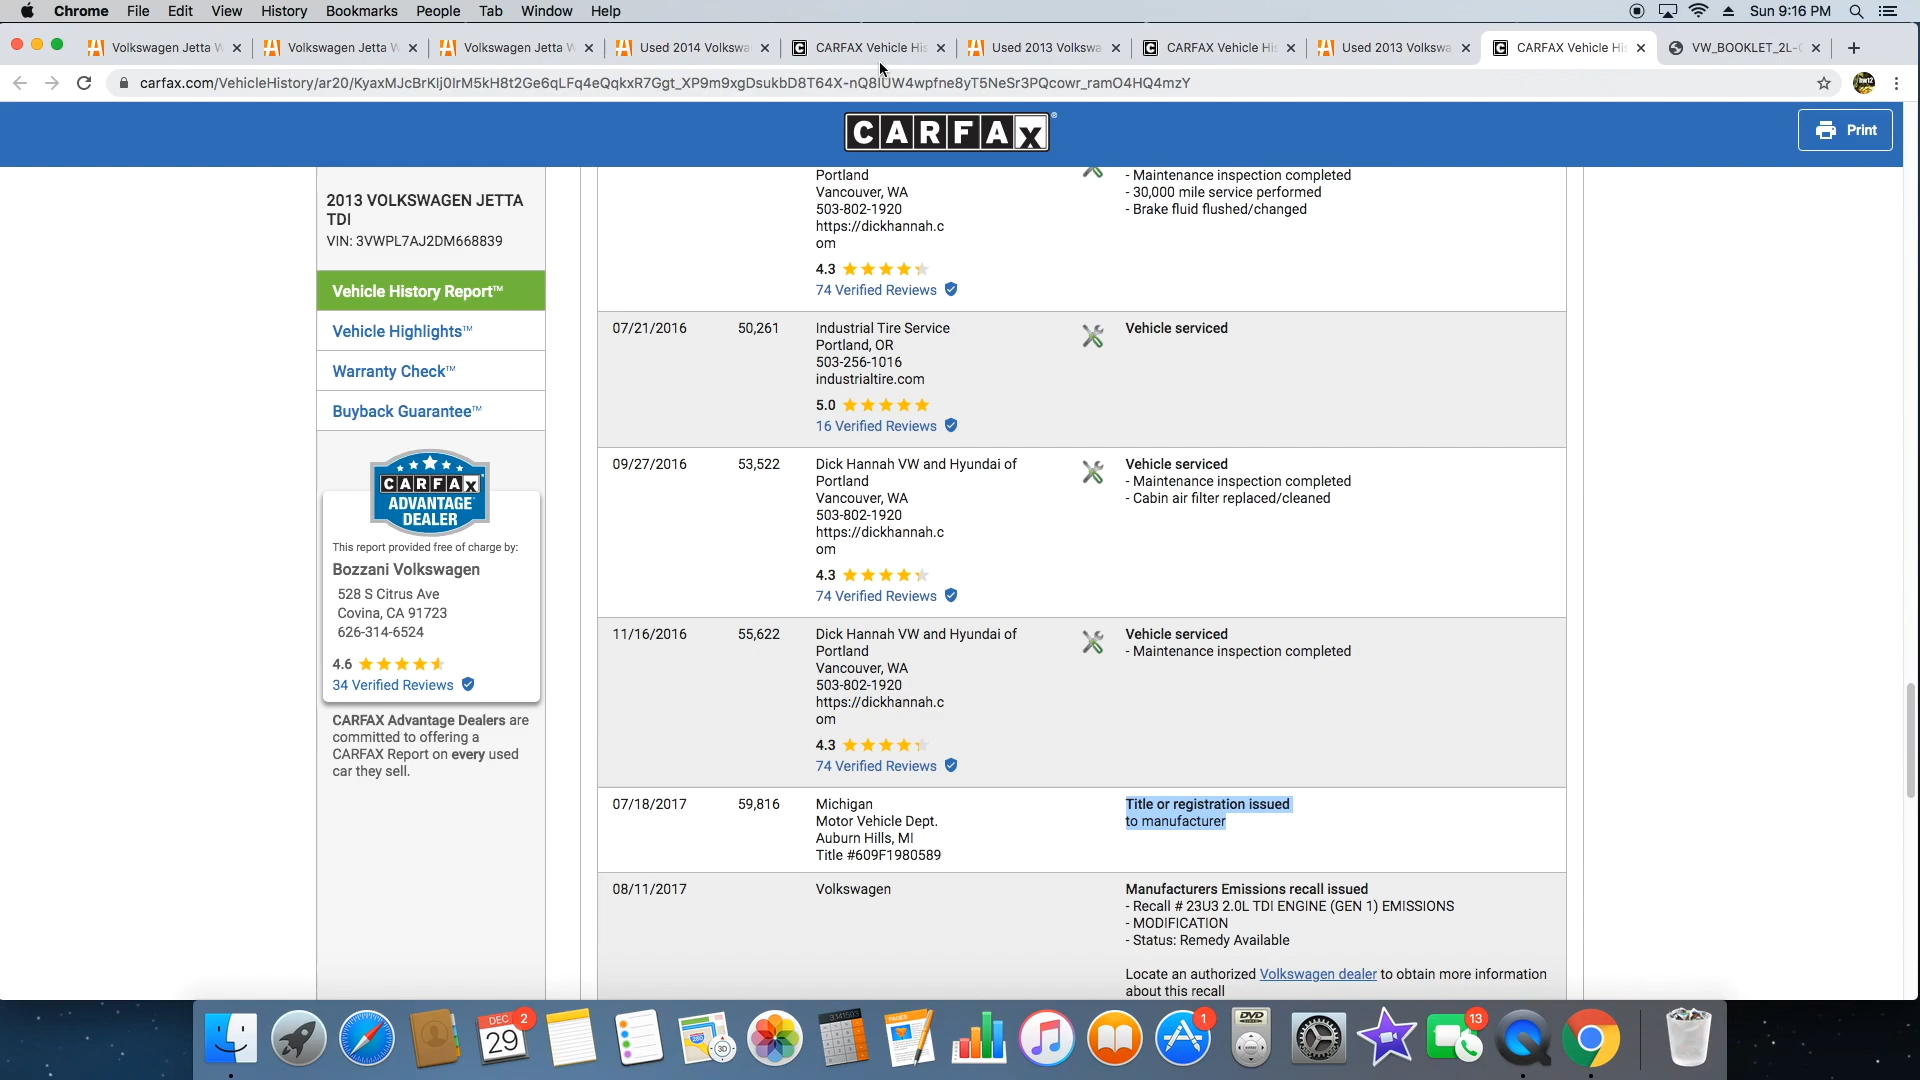 Chrome File Edit View History Bookmarks People Tab Window Help
Sun 9:16 PM
Volkswagen Jetta W
Volkswagen Jetta W
Volkswagen Jetta W
Used 2014 Volkswa
CARFAX Vehicle His
Used 2013 Volkswa
CARFAX Vehicle His
Used 2013 Volkswa
CARFAX Vehicle His
VW_BOOKLET_2L-
CARFAX®
Print
2013 VOLKSWAGEN JETTA
TDI
VIN: 3VWPL7AJ2DM668839
Vehicle History Report™
Vehicle Highlights™
Warranty Check™
Buyback Guarantee™
CARFAX
ADVANTAGE
DEALER
This report provided free of charge by:
Bozzani Volkswagen
528 S Citrus Ave
Covina, CA 91723
626-314-6524
4.6
34 Verified Reviews
CARFAX Advantage Dealers are
committed to offering a
CARFAX Report on every used
car they sell.
Portland
Vancouver, WA
503-802-1920
https://dickhannah.c
om
4.3
74 Verified Reviews
- Maintenance inspection completed
- 30,000 mile service performed
- Brake fluid flushed/changed
07/21/2016
50,261
Industrial Tire Service
Portland, OR
503-256-1016
industrialtire.com
5.0
16 Verified Reviews
Vehicle serviced
09/27/2016
53,522
Dick Hannah VW and Hyundai of
Portland
Vancouver, WA
503-802-1920
https://dickhannah.c
om
4.3
74 Verified Reviews
Vehicle serviced
- Maintenance inspection completed
- Cabin air filter replaced/cleaned
11/16/2016
55,622
Dick Hannah VW and Hyundai of
Portland
Vancouver, WA
503-802-1920
https://dickhannah.c
om
4.3
74 Verified Reviews
Vehicle serviced
- Maintenance inspection completed
07/18/2017
59,816
Michigan
Motor Vehicle Dept.
Auburn Hills, MI
Title #609F1980589
Title or registration issued
to manufacturer
08/11/2017
Volkswagen
Manufacturers Emissions recall issued
- Recall # 23U3 2.0L TDI ENGINE (GEN 1) EMISSIONS
- MODIFICATION
- Status: Remedy Available
Locate an authorized Volkswagen dealer to obtain more information
about this recall
DEC
29
2
3D
PAGES
1
DVD
13